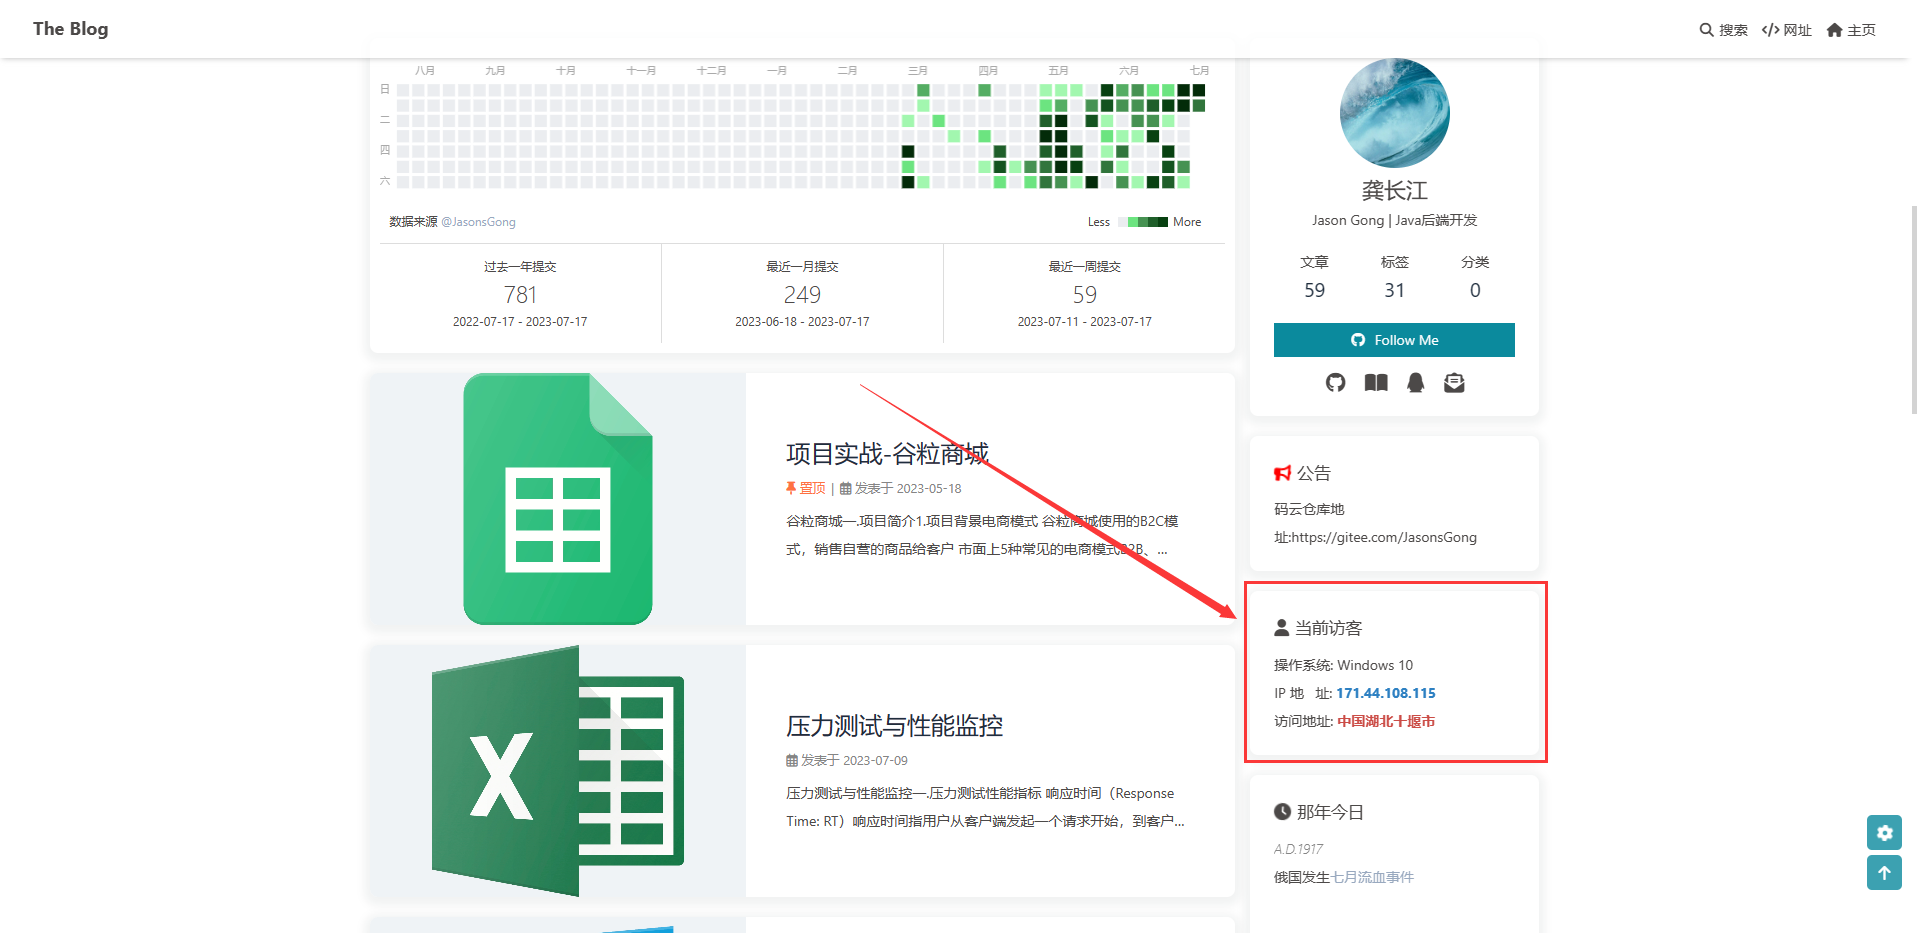 The Blog
搜索 网址 主页
八月 九月 十月 十一月 十二月 一月 二月 三月 四月 五月 六月 七月
日
二
四
六
数据来源 @JasonsGong
Less More
过去一年提交 最近一月提交 最近一周提交
781 249 59
2022-07-17 - 2023-07-17 2023-06-18 - 2023-07-17 2023-07-11 - 2023-07-17
项目实战-谷粒商城
置顶 | 发表于 2023-05-18
谷粒商城一.项目简介1.项目背景电商模式 谷粒商城使用的B2C模
式，销售自营的商品给客户 市面上5种常见的电商模式B2B、...
X
压力测试与性能监控
发表于 2023-07-09
压力测试与性能监控一.压力测试性能指标 响应时间（Response
Time: RT）响应时间指用户从客户端发起一个请求开始，到客户...
龚长江
Jason Gong | Java后端开发
文章 标签 分类
59 31 0
Follow Me
公告
码云仓库地
址:https://gitee.com/JasonsGong
当前访客
操作系统: Windows 10
IP 地 址: 171.44.108.115
访问地址: 中国湖北十堰市
那年今日
A.D.1917
俄国发生七月流血事件